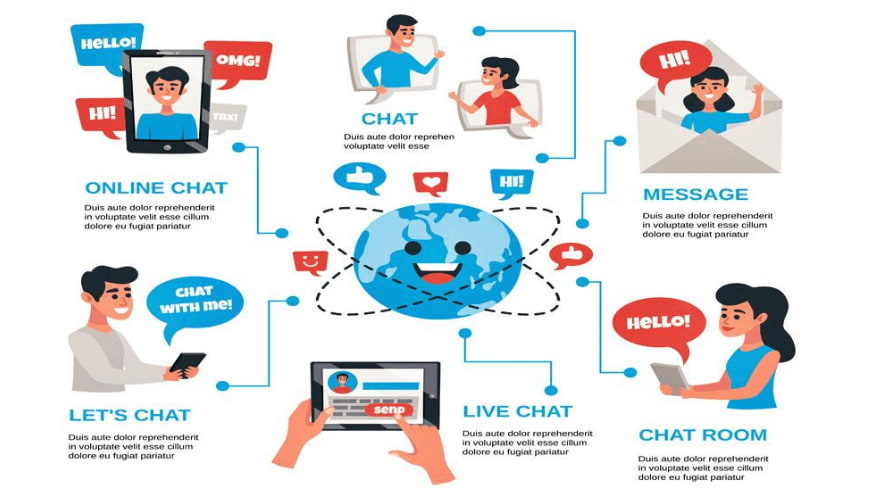 HELLO!
OMG!
HI!
TNX!
ONLINE CHAT
Duis aute dolor reprehenderit
in voluptate velit esse cillum
dolore eu fugiat pariatur
CHAT
Duis aute dolor reprehen
voluptate velit esse
HI!
MESSAGE
Duis aute dolor reprehenderit
in voluptate velit esse cillum
dolore eu fugiat pariatur
HI!
CHAT
WITH me!
LET'S CHAT
Duis aute dolor reprehenderit
in voluptate velit esse cillum
dolore eu fugiat pariatur
senD
LIVE CHAT
Duis aute dolor reprehenderit
in voluptate velit esse cillum
dolore eu fugiat pariatur
HeLLO!
CHAT ROOM
Duis aute dolor reprehenderit
in voluptate velit esse cillum
dolore eu fugiat pariatur